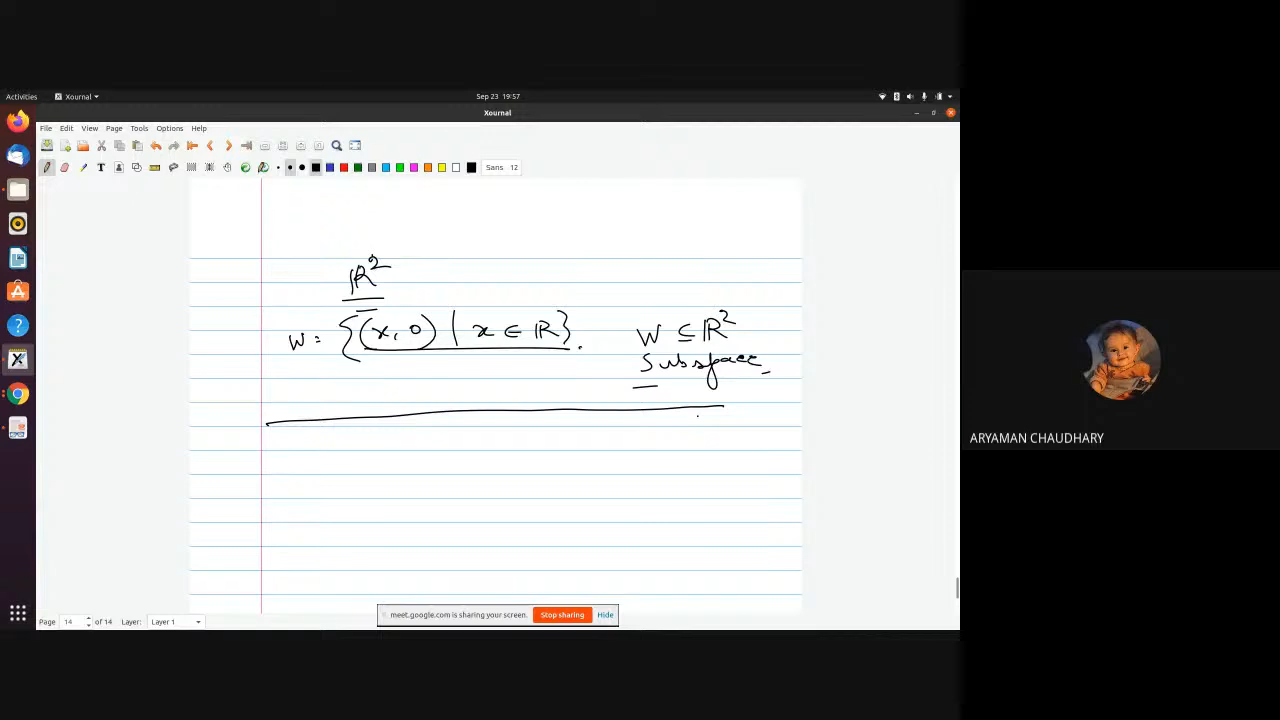 Activities Xournal Sep 23 19:57
Xournal
File Edit View Page Tools Options Help
Sans 12
ℝ²
W = {(x, 0) | x ∈ ℝ}. W ⊆ ℝ²
Subspace
ARYAMAN CHAUDHARY
meet.google.com is sharing your screen. Stop sharing Hide
Page 14 of 14 Layer: Layer 1